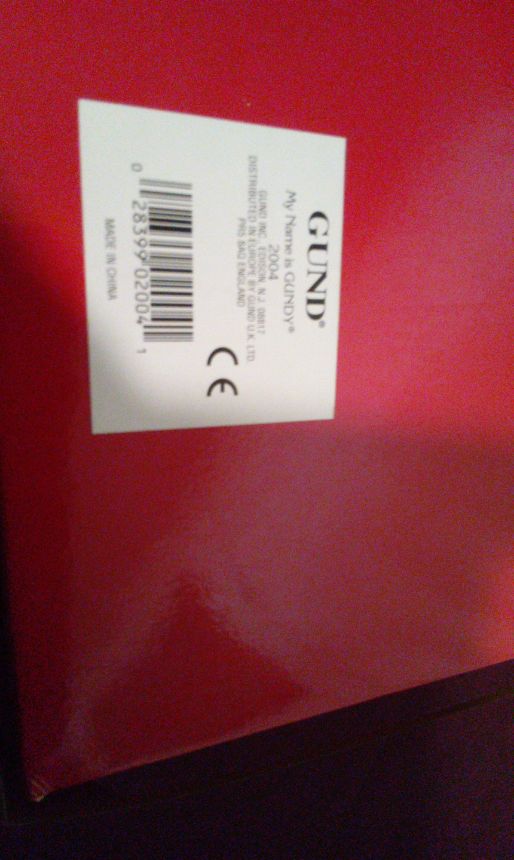 GUND®
My Name is GUNDY®
2004
GUND INC., EDISON, N.J. 08817
DISTRIBUTED IN EUROPE BY GUND U.K. LTD.
PR5 8AQ ENGLAND
CE
0 28399 02004 1
MADE IN CHINA